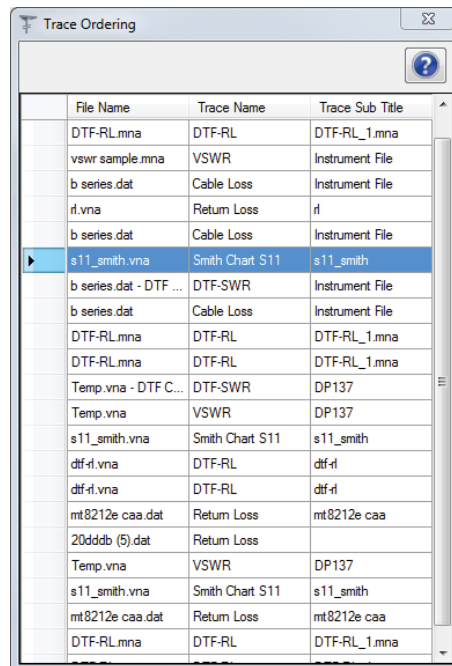 Trace Ordering
File Name Trace Name Trace Sub Title
DTF-RL.mna DTF-RL DTF-RL_1.mna
vswr sample.mna VSWR Instrument File
b series.dat Cable Loss Instrument File
rl.vna Return Loss rl
b series.dat Cable Loss Instrument File
s11_smith.vna Smith Chart S11 s11_smith
b series.dat - DTF ... DTF-SWR Instrument File
b series.dat Cable Loss Instrument File
DTF-RL.mna DTF-RL DTF-RL_1.mna
DTF-RL.mna DTF-RL DTF-RL_1.mna
Temp.vna - DTF C... DTF-SWR DP137
Temp.vna VSWR DP137
s11_smith.vna Smith Chart S11 s11_smith
dtf-rl.vna DTF-RL dtf-rl
dtf-rl.vna DTF-RL dtf-rl
mt8212e caa.dat Return Loss mt8212e caa
20dddb (5).dat Return Loss
Temp.vna VSWR DP137
s11_smith.vna Smith Chart S11 s11_smith
mt8212e caa.dat Return Loss mt8212e caa
DTF-RL.mna DTF-RL DTF-RL_1.mna